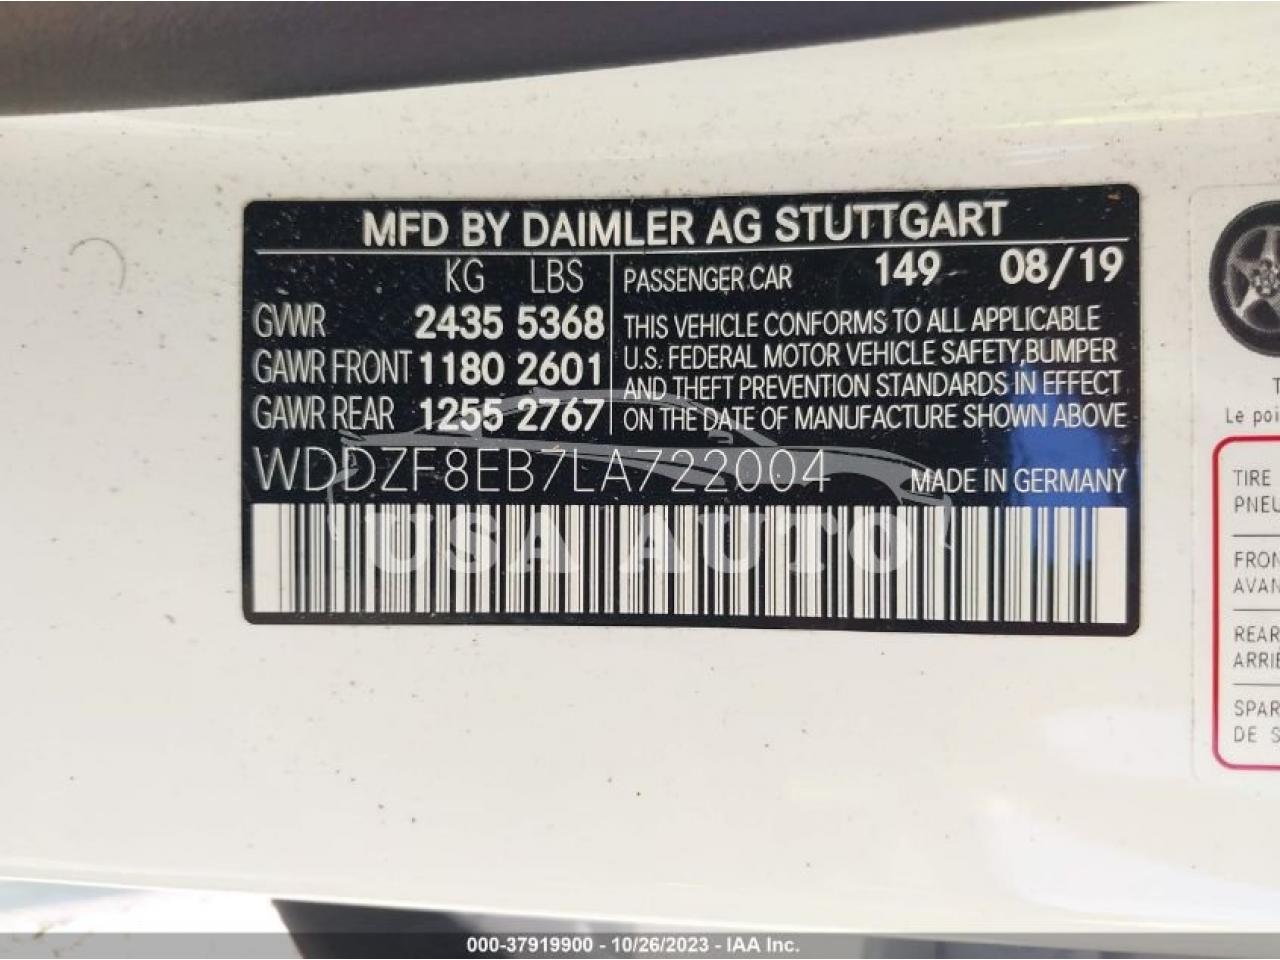 MFD BY DAIMLER AG STUTTGART
KG LBS
GVWR 2435 5368
GAWR FRONT 1180 2601
GAWR REAR 1255 2767
PASSENGER CAR 149 08/19
THIS VEHICLE CONFORMS TO ALL APPLICABLE
U.S. FEDERAL MOTOR VEHICLE SAFETY,BUMPER
AND THEFT PREVENTION STANDARDS IN EFFECT
ON THE DATE OF MANUFACTURE SHOWN ABOVE
WDDZF8EB7LA722004 MADE IN GERMANY
USA AUTO
T
Le poi
TIRE
PNEU
FRON
AVAN
REAR
ARRIE
SPAR
DE S
000-37919900 - 10/26/2023 - IAA Inc.